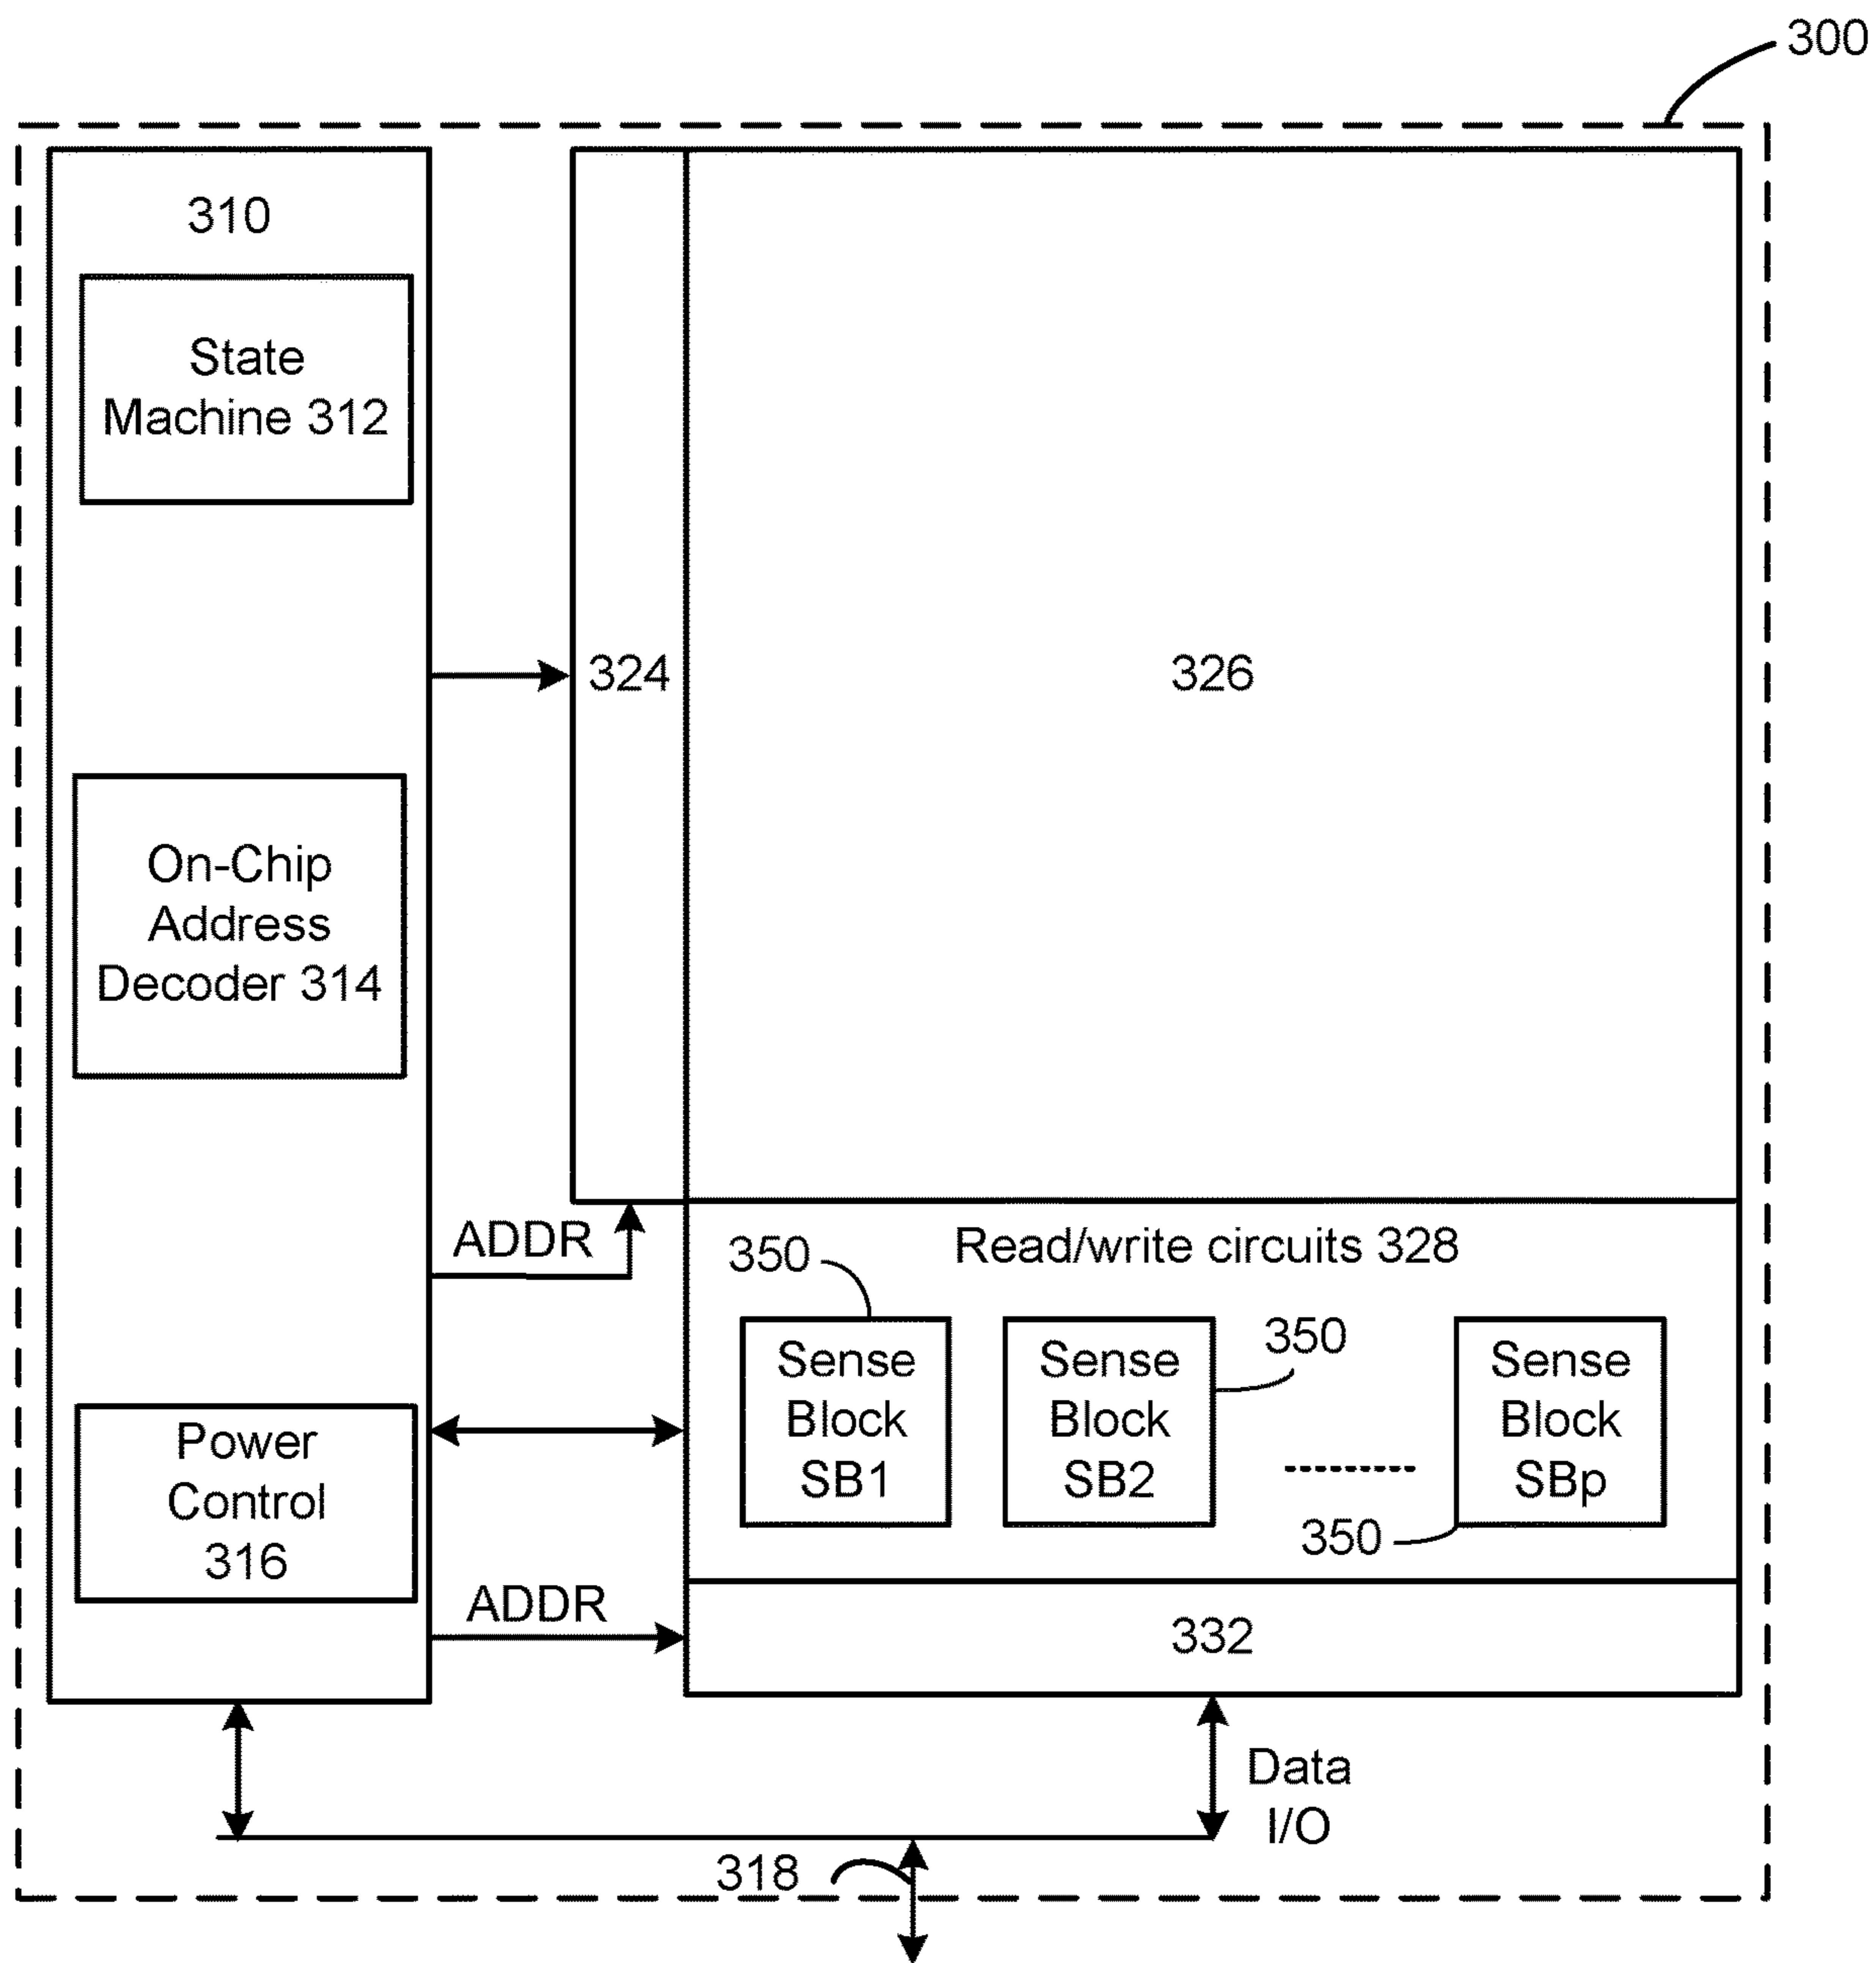 300
310
State
Machine 312
324
326
On-Chip
Address
Decoder 314
ADDR
Read/write circuits 328
350
Sense
Block
SB1
Sense
Block
SB2
350
Sense
Block
SBp
350
Power
Control
316
ADDR
332
Data
I/O
318